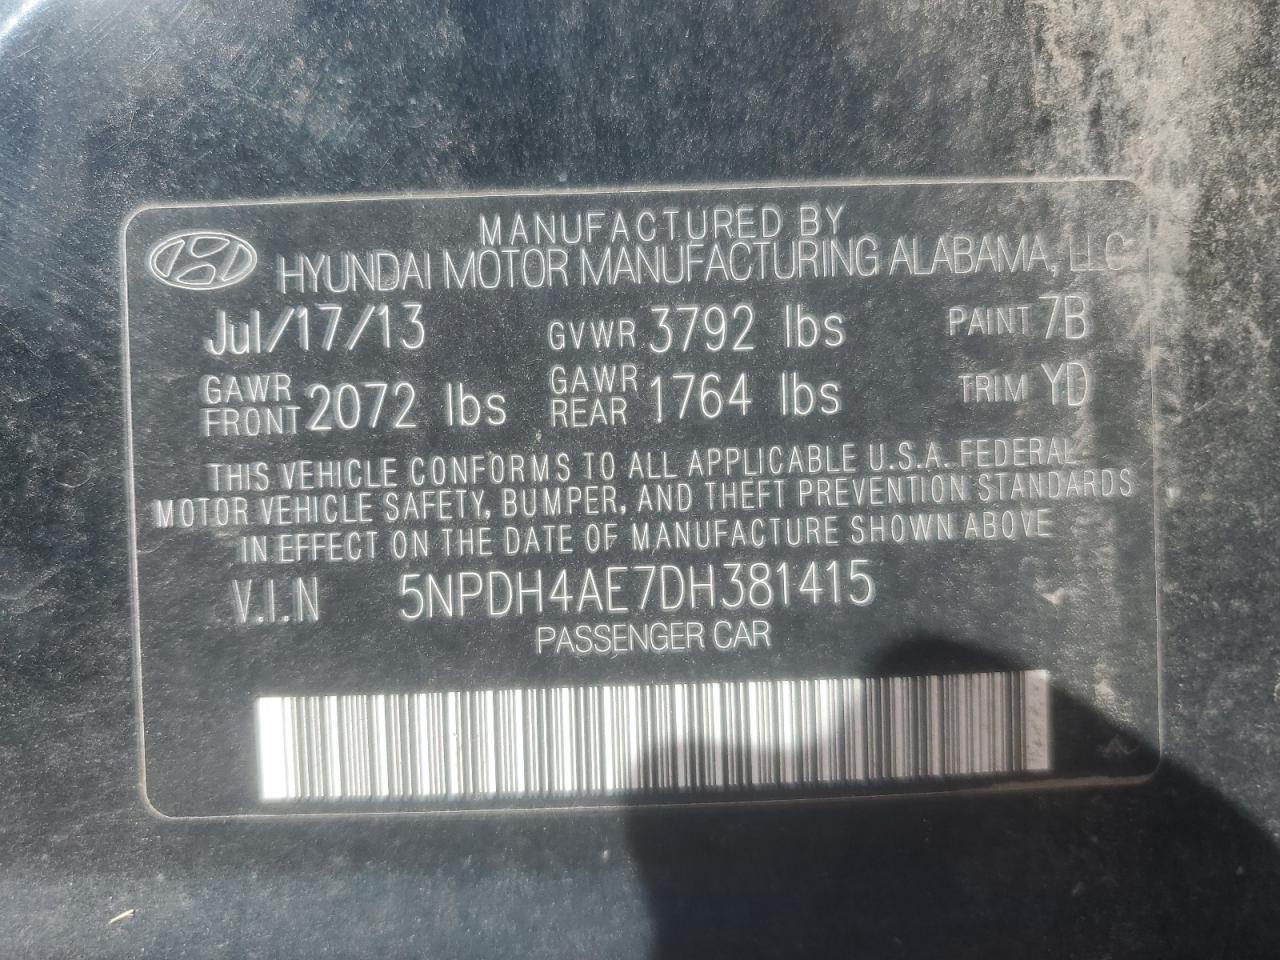 MANUFACTURED BY
HYUNDAI MOTOR MANUFACTURING ALABAMA, LLC
Jul/17/13 GVWR 3792 lbs PAINT 7B
GAWR FRONT 2072 lbs GAWR REAR 1764 lbs TRIM YD
THIS VEHICLE CONFORMS TO ALL APPLICABLE U.S.A. FEDERAL
MOTOR VEHICLE SAFETY, BUMPER, AND THEFT PREVENTION STANDARDS
IN EFFECT ON THE DATE OF MANUFACTURE SHOWN ABOVE
V.I.N 5NPDH4AE7DH381415
PASSENGER CAR